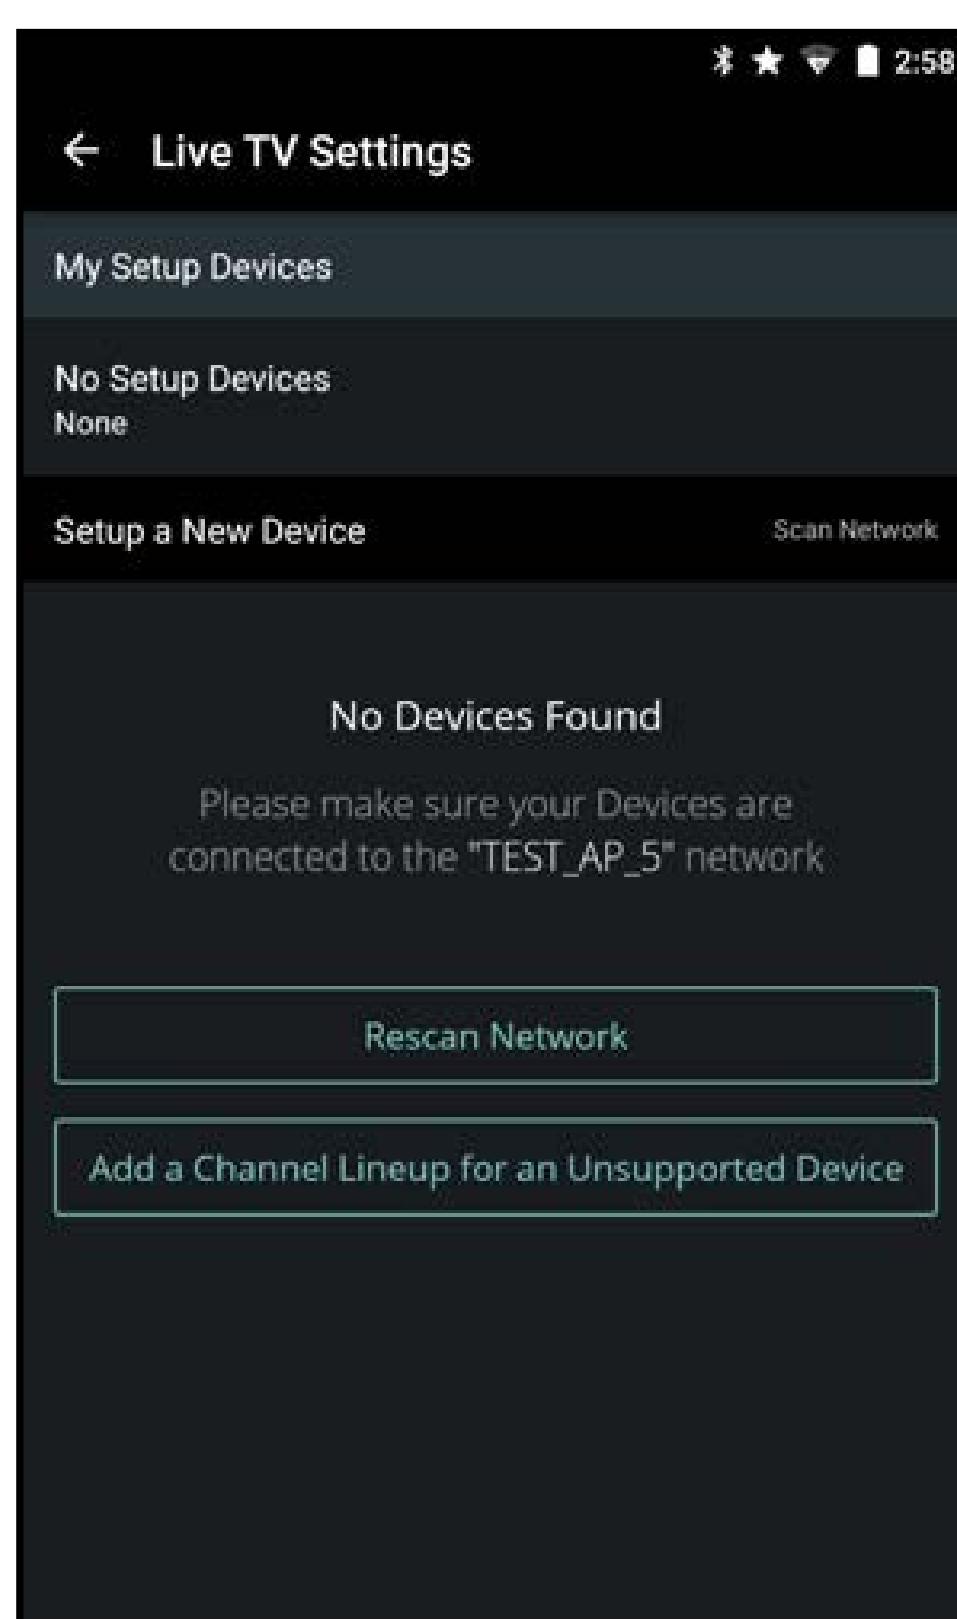 2:58
Live TV Settings
My Setup Devices
No Setup Devices
None
Setup a New Device Scan Network
No Devices Found
Please make sure your Devices are
connected to the "TEST_AP_5" network
Rescan Network
Add a Channel Lineup for an Unsupported Device